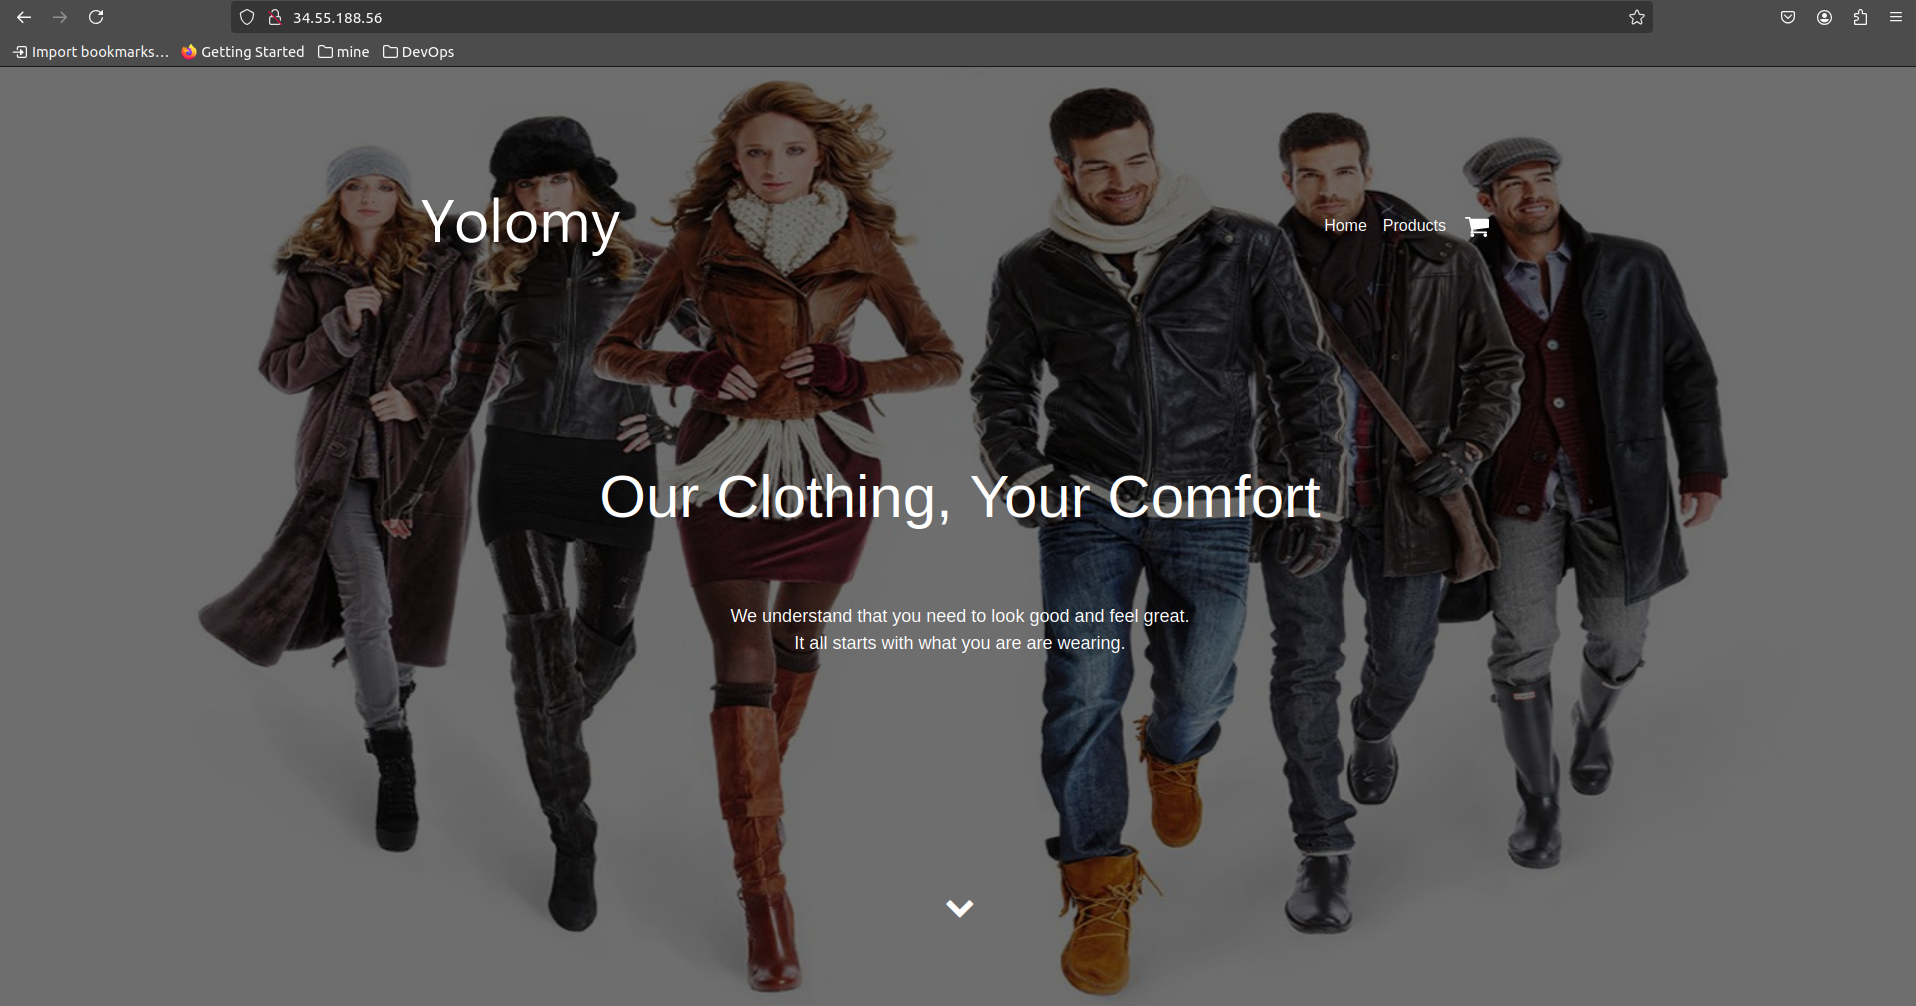 34.55.188.56
Import bookmarks... Getting Started mine DevOps
Yolomy
Home Products
Our Clothing, Your Comfort
We understand that you need to look good and feel great.
It all starts with what you are are wearing.